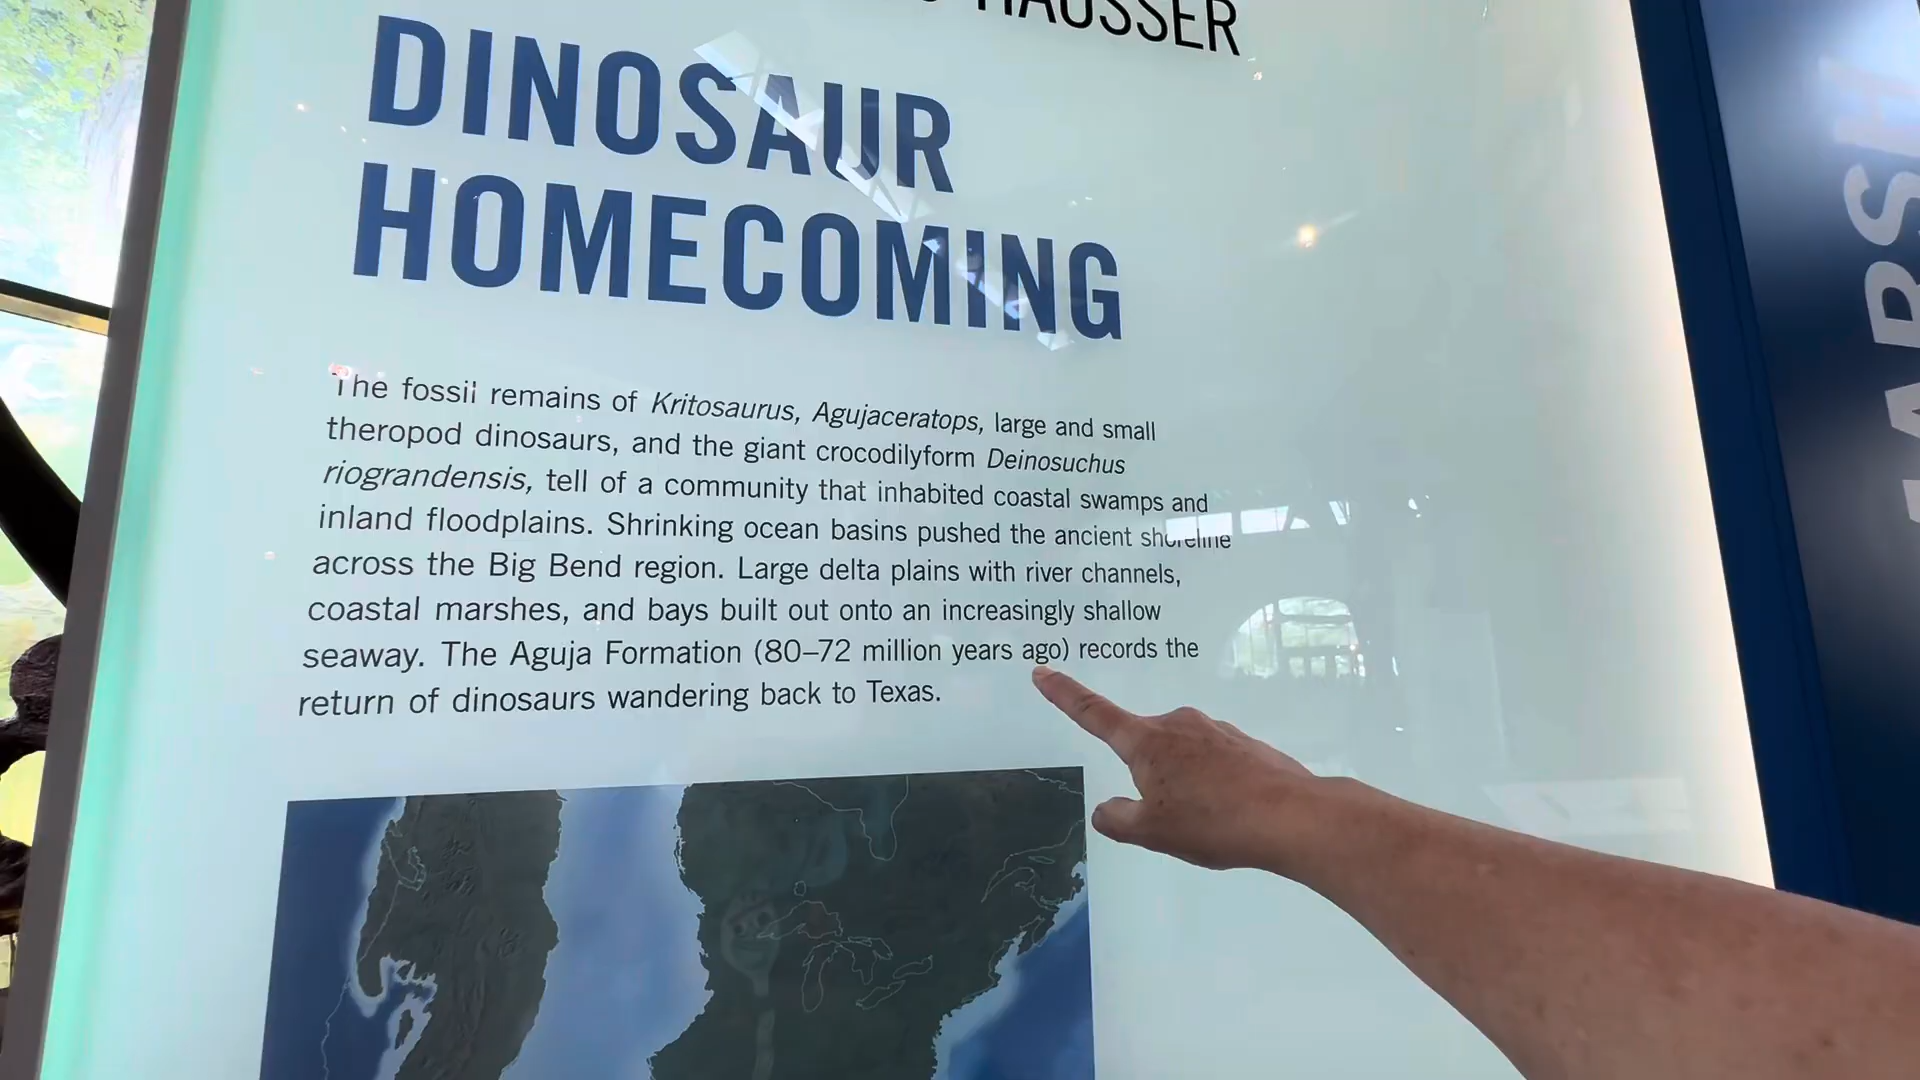 HAUSSER
DINOSAUR
HOMECOMING
The fossil remains of Kritosaurus, Agujaceratops, large and small
theropod dinosaurs, and the giant crocodilyform Deinosuchus
riograndensis, tell of a community that inhabited coastal swamps and
inland floodplains. Shrinking ocean basins pushed the ancient shoreline
across the Big Bend region. Large delta plains with river channels,
coastal marshes, and bays built out onto an increasingly shallow
seaway. The Aguja Formation (80–72 million years ago) records the
return of dinosaurs wandering back to Texas.